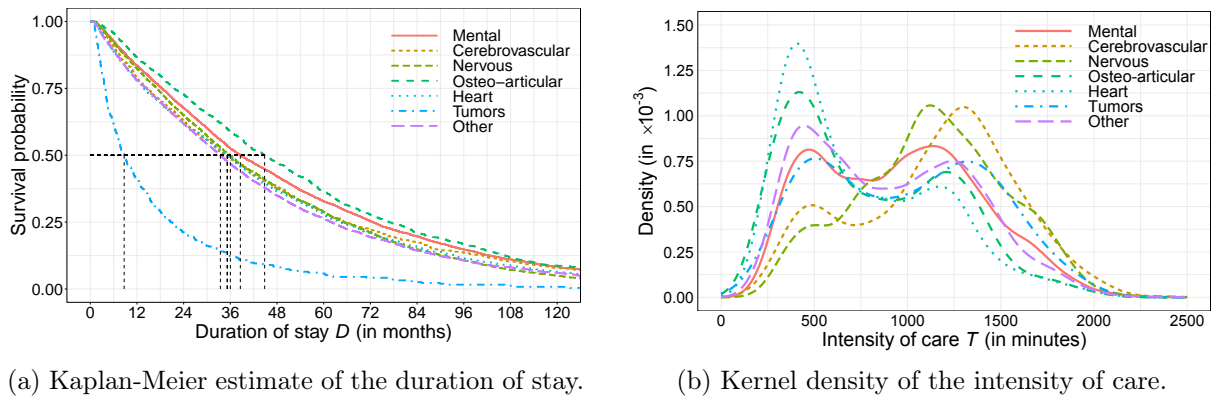 1.00
0.75
0.50
0.25
0.00
Survival probability
0 12 24 36 48 60 72 84 96 108 120
Duration of stay D (in months)
Mental
Cerebrovascular
Nervous
Osteo−articular
Heart
Tumors
Other
(a) Kaplan-Meier estimate of the duration of stay.
1.50
1.25
1.00
0.75
0.50
0.25
0.00
Density (in ×10⁻³)
0 500 1000 1500 2000 2500
Intensity of care T (in minutes)
Mental
Cerebrovascular
Nervous
Osteo−articular
Heart
Tumors
Other
(b) Kernel density of the intensity of care.